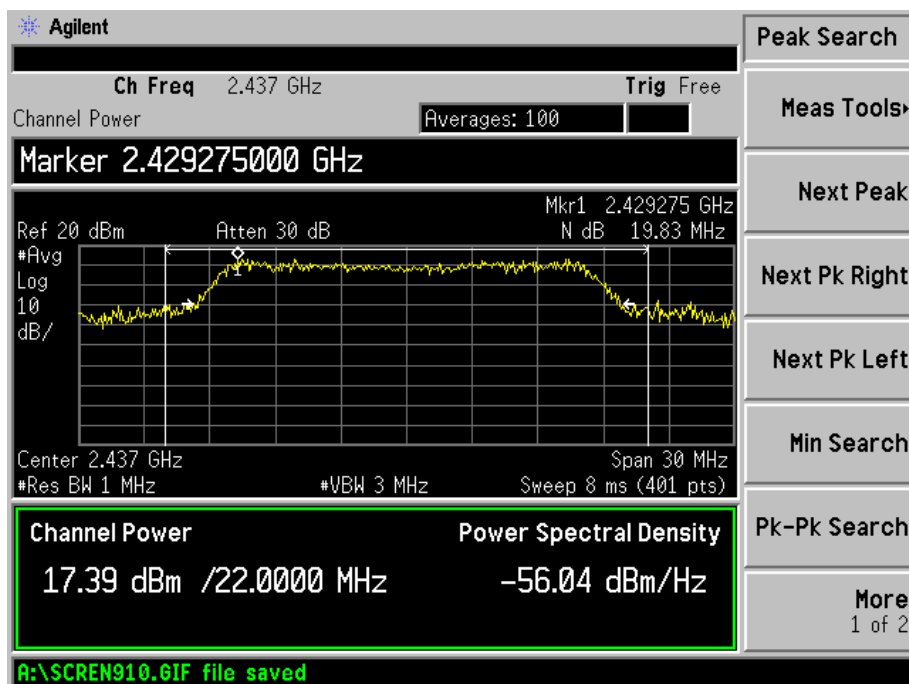 Agilent
Peak Search
Ch Freq 2.437 GHz Trig Free
Channel Power Averages: 100
Meas Tools
Marker 2.429275000 GHz
Mkr1 2.429275 GHz
Ref 20 dBm Atten 30 dB N dB 19.83 MHz
#Avg
Log
10
dB/
1
Center 2.437 GHz Span 30 MHz
#Res BW 1 MHz #VBW 3 MHz Sweep 8 ms (401 pts)
Channel Power Power Spectral Density
17.39 dBm /22.0000 MHz -56.04 dBm/Hz
Next Peak
Next Pk Right
Next Pk Left
Min Search
Pk-Pk Search
More
1 of 2
A:\SCREN910.GIF file saved